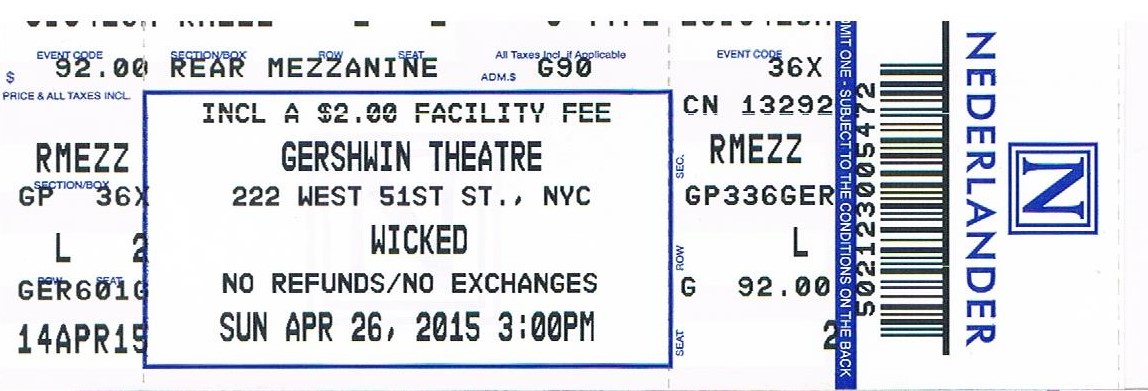 EVENT CODE
$ 92.00
PRICE & ALL TAXES INCL.
RMEZZ
SECTION/BOX
GP 36X
L 2
ROW SEAT
GER601G
14APR15
SECTION/BOX ROW SEAT All Taxes Incl. if Applicable
REAR MEZZANINE ADM.$ G90
INCL A $2.00 FACILITY FEE
GERSHWIN THEATRE
222 WEST 51ST ST., NYC
WICKED
NO REFUNDS/NO EXCHANGES
SUN APR 26, 2015 3:00PM
EVENT CODE
36X
CN 13292
SEC.
RMEZZ
GP336GER
ROW
L
G 92.00
SEAT
2
ADMIT ONE - SUBJECT TO THE CONDITIONS ON THE BACK
502123005472
NEDERLANDER
N